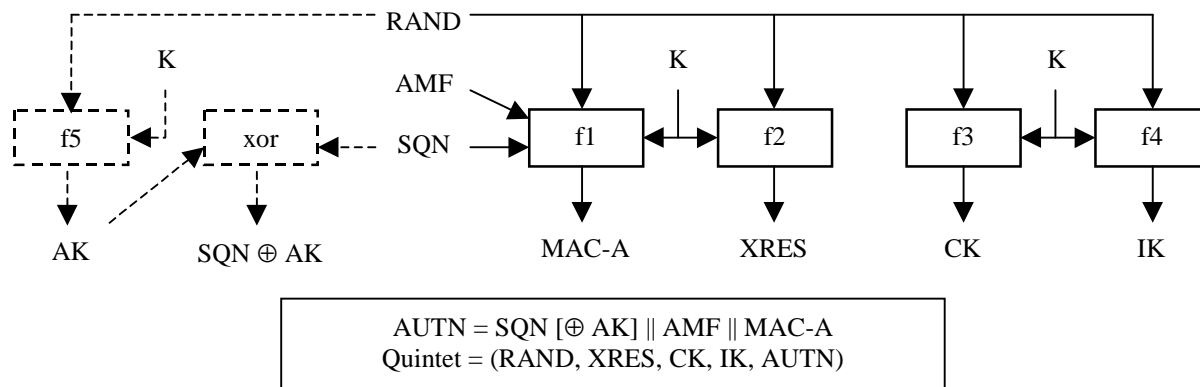 RAND
K
K
K
AMF
f5
xor
SQN
f1
f2
f3
f4
AK
SQN ⊕ AK
MAC-A
XRES
CK
IK
AUTN = SQN [⊕ AK] || AMF || MAC-A
Quintet = (RAND, XRES, CK, IK, AUTN)